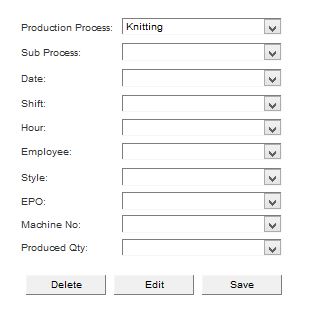 Production Process: Knitting
Sub Process:
Date:
Shift:
Hour:
Employee:
Style:
EPO:
Machine No:
Produced Qty:
Delete Edit Save